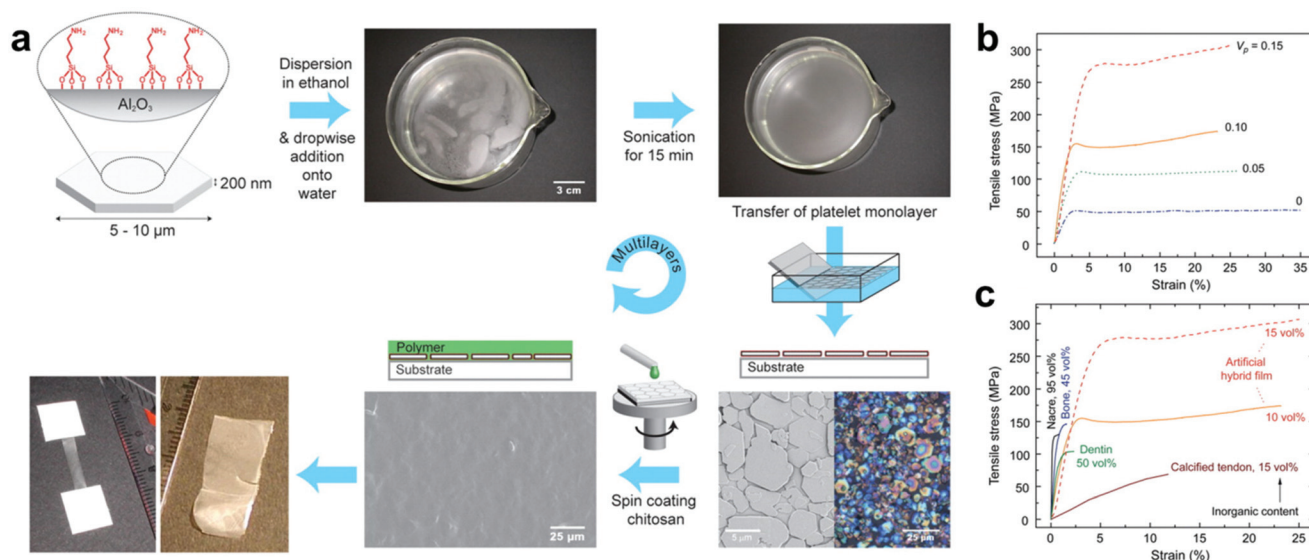 a
NH₂ NH₂ NH₂ NH₂
Si Si Si Si
O O O O O O O O O O O O
Al₂O₃
200 nm
5 - 10 µm
Dispersion
in ethanol
& dropwise
addition
onto
water
3 cm
Sonication
for 15 min
Transfer of platelet monolayer
Multilayers
Polymer
Substrate
Substrate
25 µm
Spin coating
chitosan
5 µm
25 µm
b
Tensile stress (MPa)
300
250
200
150
100
50
0
Vₚ = 0.15
0.10
0.05
0
0 5 10 15 20 25 30 35
Strain (%)
c
Tensile stress (MPa)
300
250
200
150
100
50
0
Nacre, 95 vol%
Bone, 45 vol%
15 vol%
Artificial
hybrid film
10 vol%
Dentin
50 vol%
Calcified tendon, 15 vol%
Inorganic content
0 5 10 15 20 25
Strain (%)